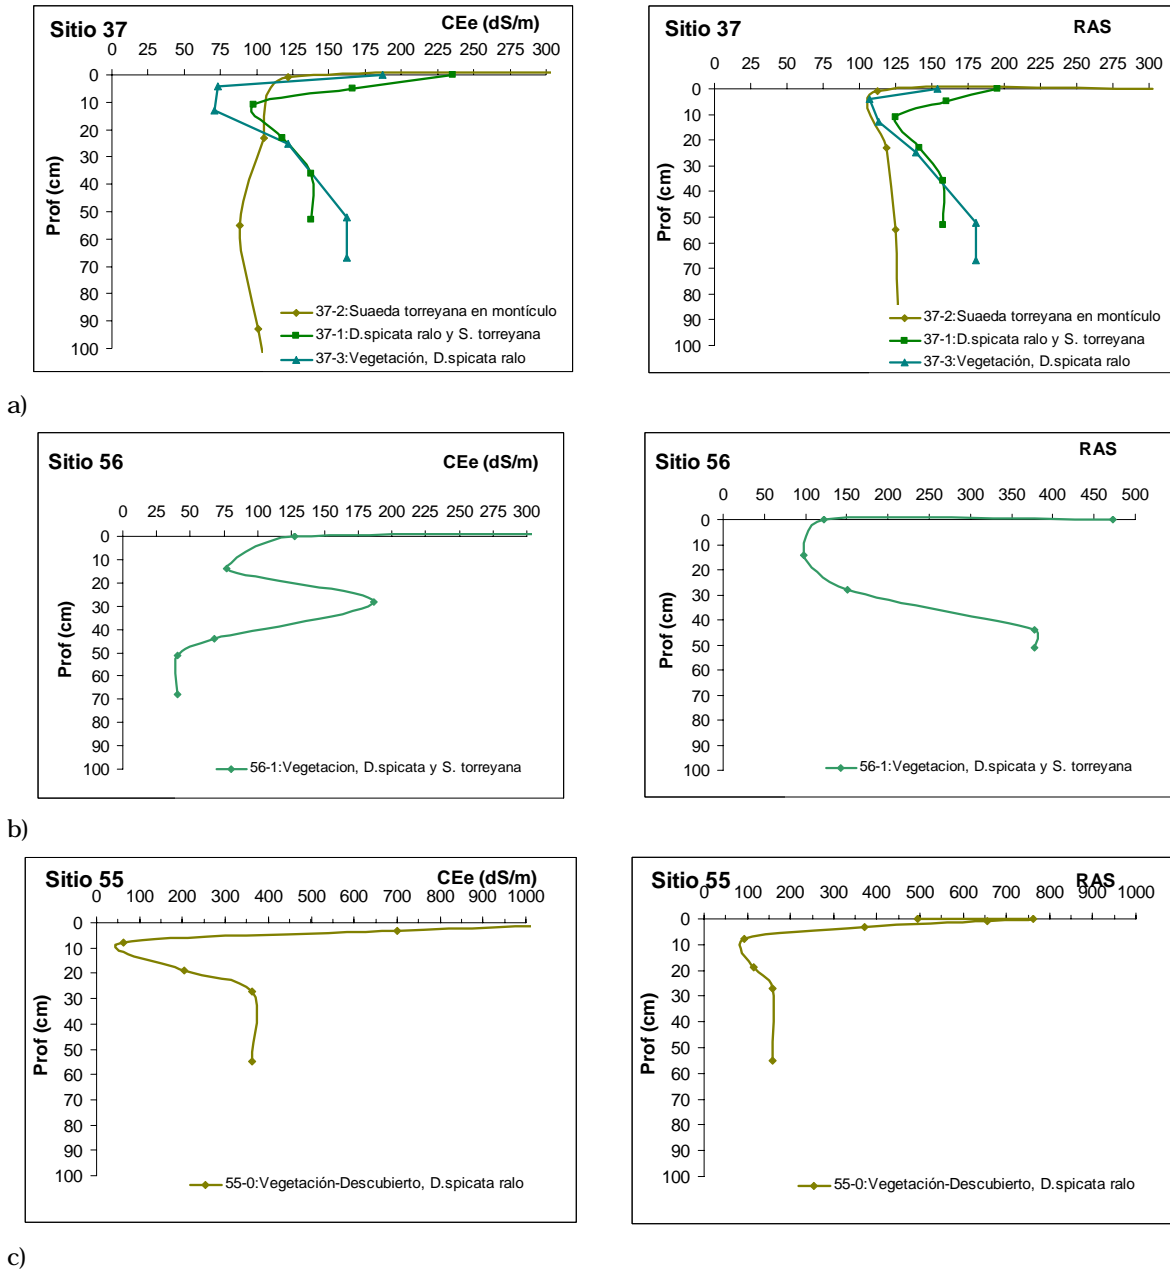 Sitio 37
CEe (dS/m)
0 25 50 75 100 125 150 175 200 225 250 275 300
Prof (cm)
0
10
20
30
40
50
60
70
80
90
100
37-2:Suaeda torreyana en montículo
37-1:D.spicata ralo y S. torreyana
37-3:Vegetación, D.spicata ralo
Sitio 37
RAS
0 25 50 75 100 125 150 175 200 225 250 275 300
Prof (cm)
0
10
20
30
40
50
60
70
80
90
100
37-2:Suaeda torreyana en montículo
37-1:D.spicata ralo y S. torreyana
37-3:Vegetación, D.spicata ralo
a)
Sitio 56
CEe (dS/m)
0 25 50 75 100 125 150 175 200 225 250 275 300
Prof (cm)
0
10
20
30
40
50
60
70
80
90
100
56-1:Vegetacion, D.spicata y S. torreyana
Sitio 56
RAS
0 50 100 150 200 250 300 350 400 450 500
Prof (cm)
0
10
20
30
40
50
60
70
80
90
100
56-1:Vegetacion, D.spicata y S. torreyana
b)
Sitio 55
CEe (dS/m)
0 100 200 300 400 500 600 700 800 900 1000
Prof (cm)
0
10
20
30
40
50
60
70
80
90
100
55-0:Vegetación-Descubierto, D.spicata ralo
Sitio 55
RAS
0 100 200 300 400 500 600 700 800 900 1000
Prof (cm)
0
10
20
30
40
50
60
70
80
90
100
55-0:Vegetación-Descubierto, D.spicata ralo
c)